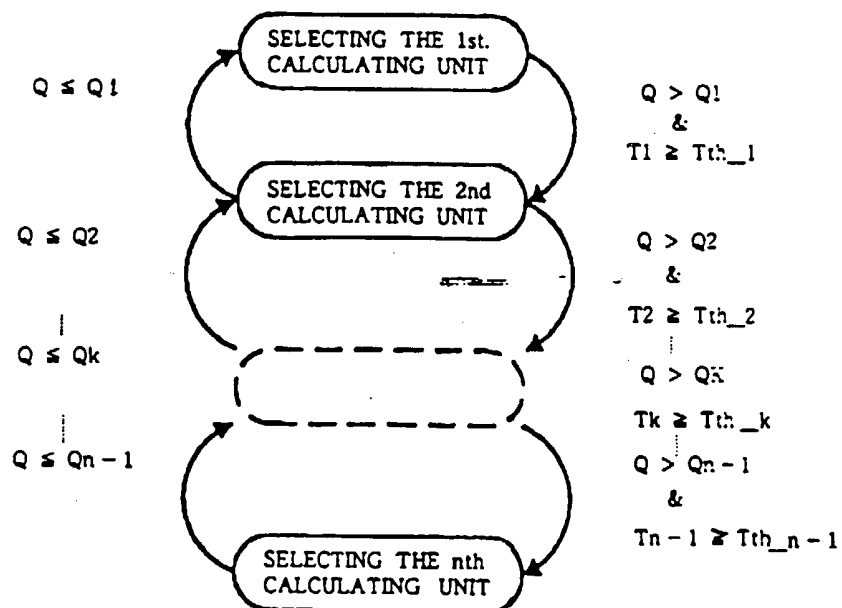 SELECTING THE 1st.
CALCULATING UNIT
Q ≦ Q1
Q > Q1
&
T1 ≧ Tth_1
SELECTING THE 2nd
CALCULATING UNIT
Q ≦ Q2
Q > Q2
&
T2 ≧ Tth_2
Q ≦ Qk
Q > QK
Tk ≧ Tth_k
Q ≦ Qn-1
Q > Qn-1
&
Tn-1 ≧ Tth_n-1
SELECTING THE nth
CALCULATING UNIT